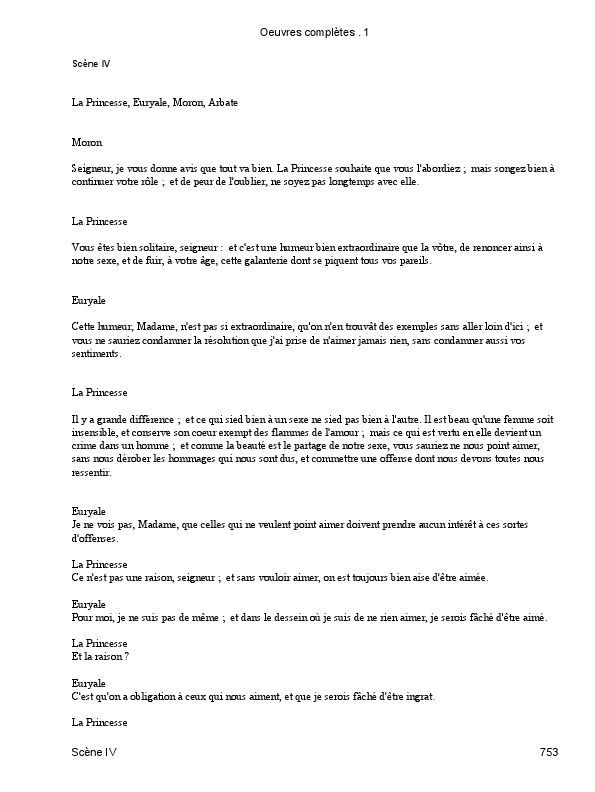 Oeuvres complètes . 1
Scène IV
La Princesse, Euryale, Moron, Arbate
Moron
Seigneur, je vous donne avis que tout va bien. La Princesse souhaite que vous l'abordiez ; mais songez bien à
continuer votre rôle ; et de peur de l'oublier, ne soyez pas longtemps avec elle.
La Princesse
Vous êtes bien solitaire, seigneur : et c'est une humeur bien extraordinaire que la vôtre, de renoncer ainsi à
notre sexe, et de fuir, à votre âge, cette galanterie dont se piquent tous vos pareils.
Euryale
Cette humeur, Madame, n'est pas si extraordinaire, qu'on n'en trouvât des exemples sans aller loin d'ici ; et
vous ne sauriez condamner la résolution que j'ai prise de n'aimer jamais rien, sans condamner aussi vos
sentiments.
La Princesse
Il y a grande différence ; et ce qui sied bien à un sexe ne sied pas bien à l'autre. Il est beau qu'une femme soit
insensible, et conserve son coeur exempt des flammes de l'amour ; mais ce qui est vertu en elle devient un
crime dans un homme ; et comme la beauté est le partage de notre sexe, vous sauriez ne nous point aimer,
sans nous dérober les hommages qui nous sont dus, et commettre une offense dont nous devons toutes nous
ressentir.
Euryale
Je ne vois pas, Madame, que celles qui ne veulent point aimer doivent prendre aucun intérêt à ces sortes
d'offenses.
La Princesse
Ce n'est pas une raison, seigneur ; et sans vouloir aimer, on est toujours bien aise d'être aimée.
Euryale
Pour moi, je ne suis pas de même ; et dans le dessein où je suis de ne rien aimer, je serois fâché d'être aimé.
La Princesse
Et la raison ?
Euryale
C'est qu'on a obligation à ceux qui nous aiment, et que je serois fâché d'être ingrat.
La Princesse
Scène IV
753